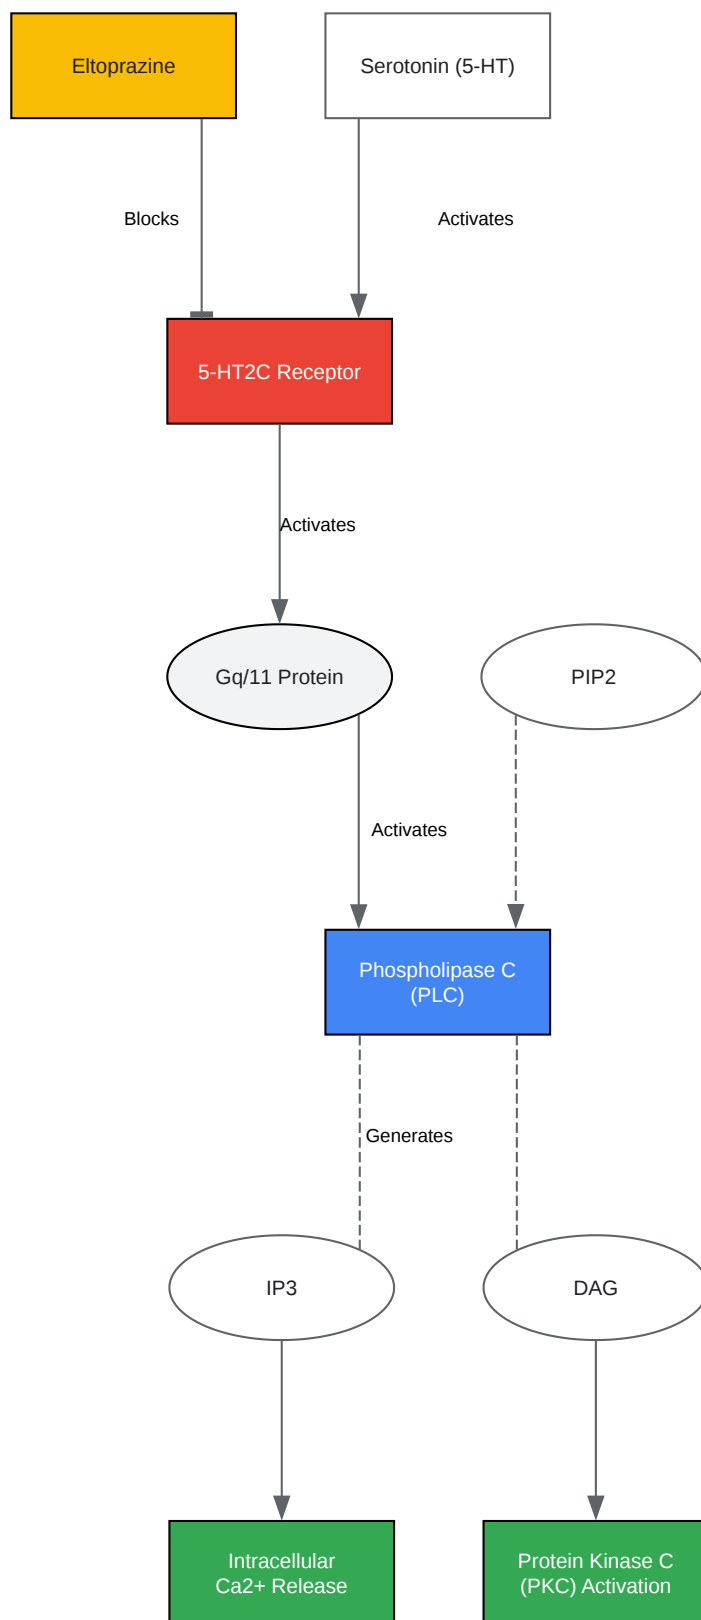 Eltoprazine
Serotonin (5-HT)
Blocks
Activates
5-HT2C Receptor
Activates
Gq/11 Protein
PIP2
Activates
Phospholipase C
(PLC)
Generates
IP3
DAG
Intracellular
Ca2+ Release
Protein Kinase C
(PKC) Activation